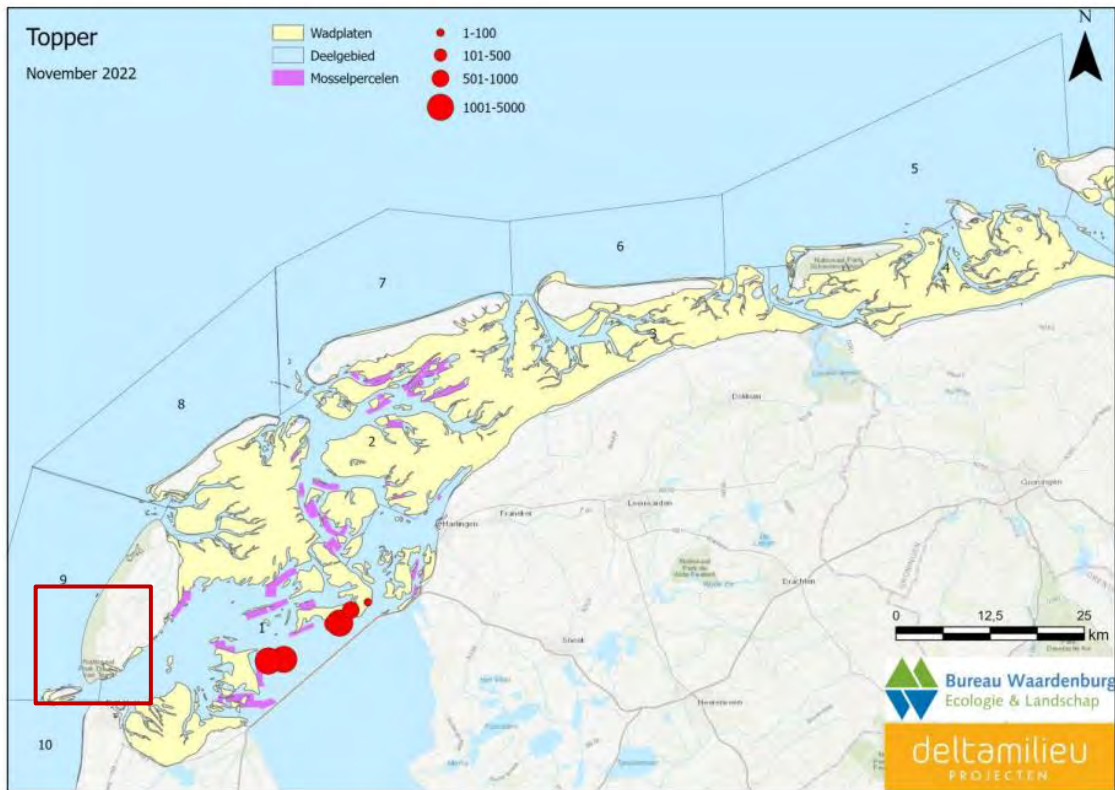 Topper
November 2022
Wadplaten
Deelgebied
Mosselpercelen
1-100
101-500
501-1000
1001-5000
N
5
6
7
4
3
8
Dokkum
2
Groningen
Leeuwarden
Franeker
Harlingen
Drachten
9
1
0 12,5 25
km
Sneek
Heerenveen
10
Bureau Waardenburg
Ecologie & Landschap
deltamilieu
PROJECTEN